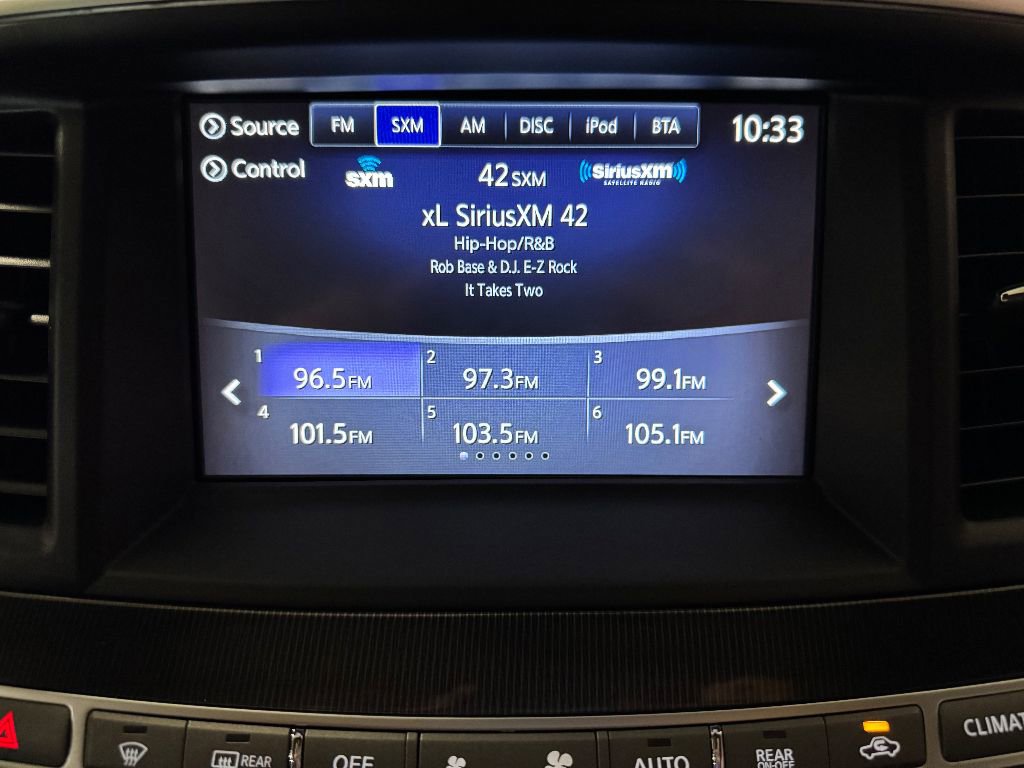 Source FM SXM AM DISC iPod BTA 10:33
Control sxm 42 SXM SiriusXM
SATELLITE RADIO
xL SiriusXM 42
Hip-Hop/R&B
Rob Base & D.J. E-Z Rock
It Takes Two
1 96.5FM 2 97.3FM 3 99.1FM
4 101.5FM 5 103.5FM 6 105.1FM
REAR OFF AUTO REAR CLIMAT
ON·OFF